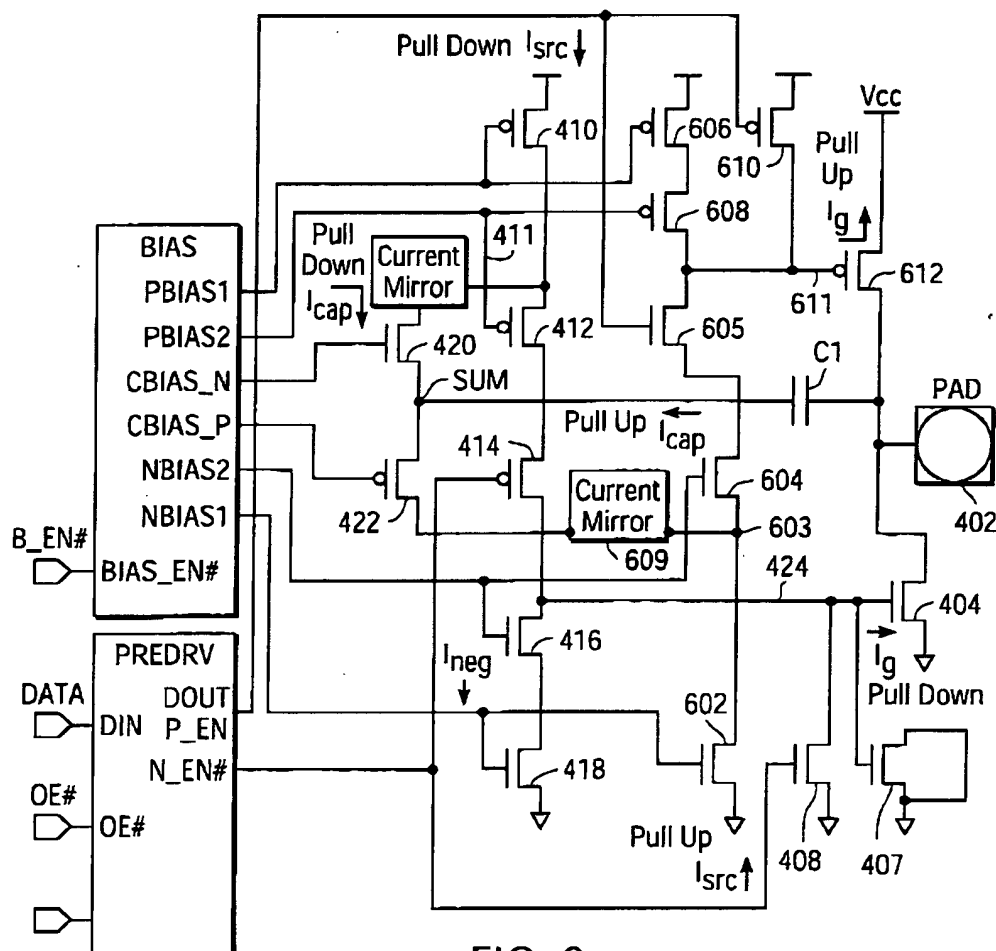 Pull Down Isrc
410
606
610
Vcc
Pull
Up
Ig
608
612
611
BIAS
PBIAS1
PBIAS2
CBIAS_N
CBIAS_P
NBIAS2
NBIAS1
BIAS_EN#
B_EN#
Pull
Down
Icap
411
Current
Mirror
412
420
605
SUM
C1
PAD
402
Pull Up Icap
414
604
422
Current
Mirror
609
603
424
404
Ig
Pull Down
416
Ineg
602
418
Pull Up
Isrc
408
407
PREDRV
DATA
DIN
DOUT
P_EN
N_EN#
OE#
OE#